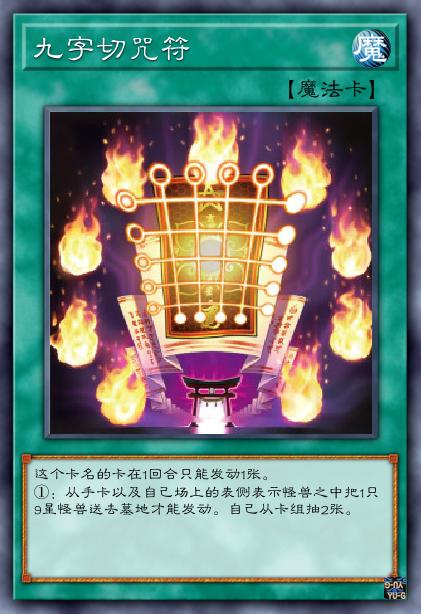 九字切咒符
魔
【魔法卡】
这个卡名的卡在1回合只能发动1张。
①：从手卡以及自己场上的表侧表示怪兽之中把1只
9星怪兽送去墓地才能发动。自己从卡组抽2张。